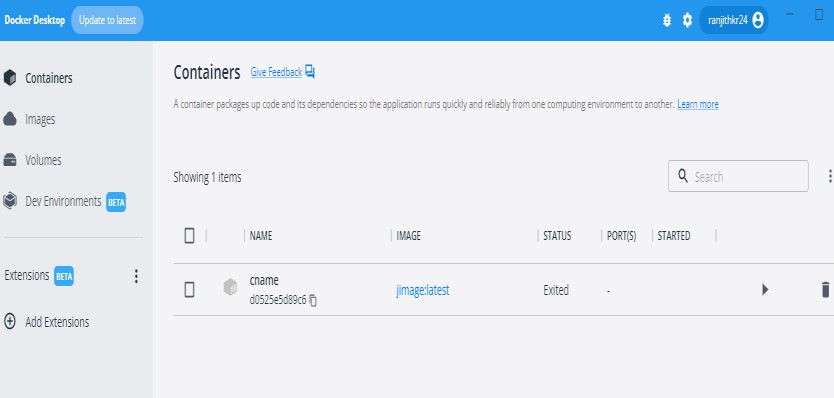 Docker Desktop Update to latest ranjithkr24
Containers
Images
Volumes
Dev Environments BETA
Extensions BETA
Add Extensions
Containers Give Feedback
A container packages up code and its dependencies so the application runs quickly and reliably from one computing environment to another. Learn more
Showing 1 items Search
NAME IMAGE STATUS PORT(S) STARTED
cname jimage:latest Exited -
d0525e5d89c6